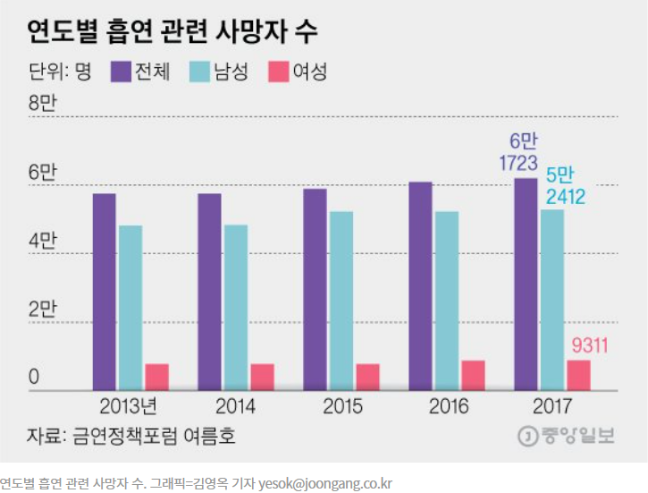 연도별 흡연 관련 사망자 수
단위: 명 전체 남성 여성
8만
6만
4만
2만
0
6만
1723
5만
2412
9311
2013년 2014 2015 2016 2017
자료: 금연정책포럼 여름호
중앙일보
연도별 흡연 관련 사망자 수. 그래픽=김영옥 기자 yesok@joongang.co.kr